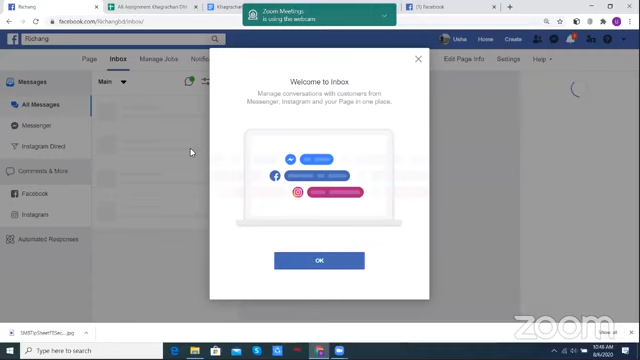 Richang
A6 Assignment Khagrachari DN
Khagrachari
(1) Facebook
Zoom Meetings
is using the webcam
facebook.com/Richangbd/inbox/
Richang
Usha
Home
Create
Page
Inbox
Manage Jobs
Edit Page Info
Settings
Help
Messages
Main
All Messages
Messenger
Instagram Direct
Comments & More
Facebook
Instagram
Automated Responses
Welcome to Inbox
Manage conversations with customers from
Messenger, Instagram and your Page in one place.
OK
Show all
zoom
Type here to search
10:46 AM
8/6/2020